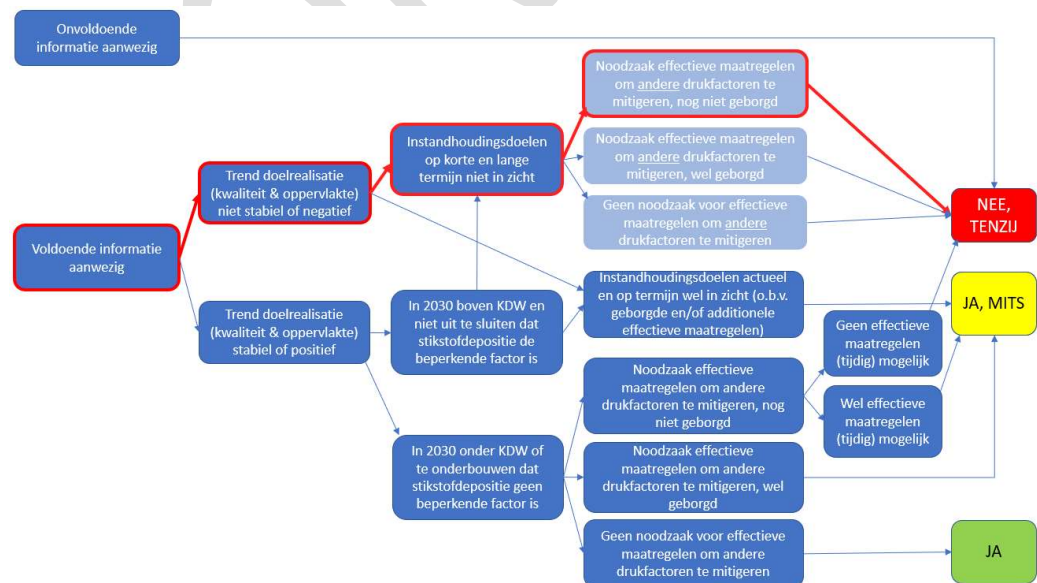 Onvoldoende
informatie aanwezig
Noodzaak effectieve maatregelen
om andere drukfactoren te
mitigeren, nog niet geborgd
Instandhoudingsdoelen
op korte en lange
termijn niet in zicht
Noodzaak effectieve maatregelen
om andere drukfactoren te
mitigeren, wel geborgd
Trend doelrealisatie
(kwaliteit & oppervlakte)
niet stabiel of negatief
Geen noodzaak voor effectieve
maatregelen om andere
drukfactoren te mitigeren
NEE,
TENZIJ
Voldoende informatie
aanwezig
Instandhoudingsdoelen actueel
en op termijn wel in zicht (o.b.v.
geborgde en/of additionele
effectieve maatregelen)
JA, MITS
Trend doelrealisatie
(kwaliteit & oppervlakte)
stabiel of positief
In 2030 boven KDW en
niet uit te sluiten dat
stikstofdepositie de
beperkende factor is
Geen effectieve
maatregelen
(tijdig) mogelijk
Noodzaak effectieve
maatregelen om andere
drukfactoren te mitigeren, nog
niet geborgd
Wel effectieve
maatregelen
(tijdig) mogelijk
In 2030 onder KDW of
te onderbouwen dat
stikstofdepositie geen
beperkende factor is
Noodzaak effectieve
maatregelen om andere
drukfactoren te mitigeren, wel
geborgd
Geen noodzaak voor effectieve
maatregelen om andere
drukfactoren te mitigeren
JA